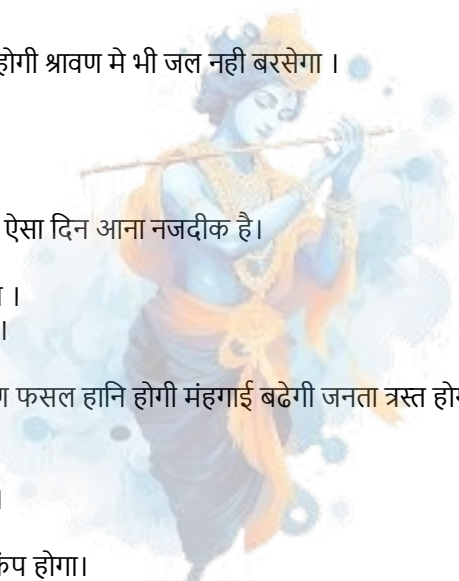 होगी श्रावण मे भी जल नही बरसेगा ।
ऐसा दिन आना नजदीक है।
।
।
फसल हानि होगी मंहगाई बढेगी जनता त्रस्त
।
होगा।